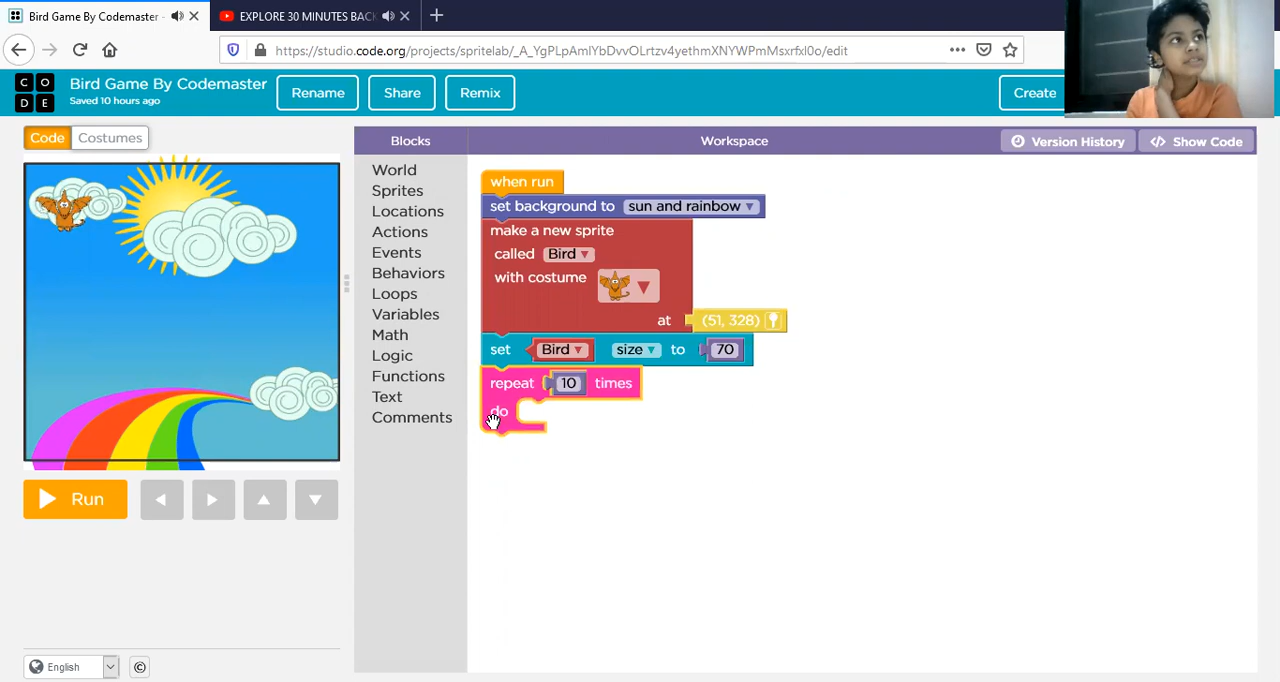 Bird Game By Codemaster -
EXPLORE 30 MINUTES BAC
https://studio.code.org/projects/spritelab/_A_YgPLpAmlYbDvvOLrtzv4yethmXNYWPmMsxrfxl0o/edit
CO
DE
Bird Game By Codemaster
Saved 10 hours ago
Rename
Share
Remix
Create
Code
Costumes
Blocks
Workspace
Version History
</> Show Code
World
Sprites
Locations
Actions
Events
Behaviors
Loops
Variables
Math
Logic
Functions
Text
Comments
when run
set background to sun and rainbow
make a new sprite
called Bird
with costume
at (51, 328)
set Bird size to 70
repeat 10 times
do
Run
English
©